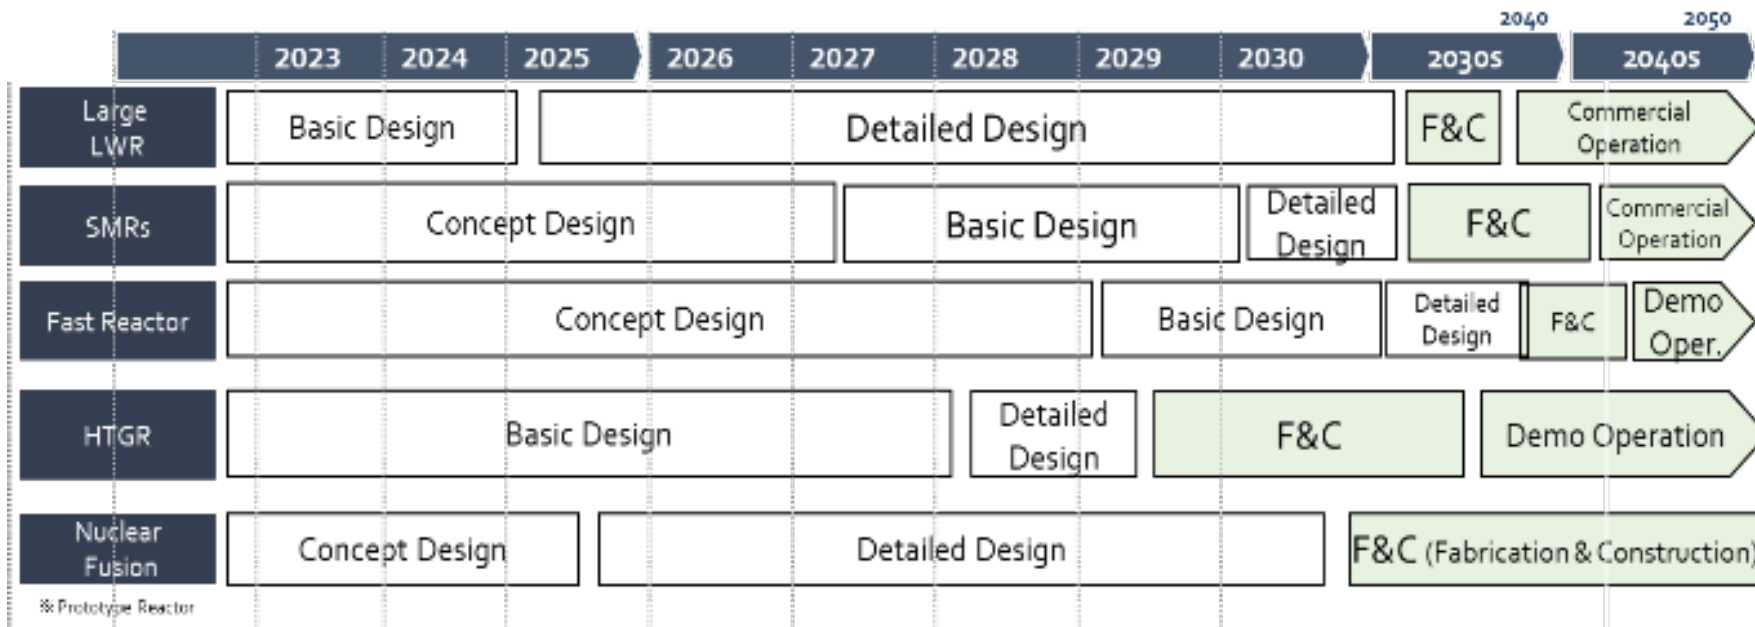 2040 2050
2023 2024 2025 2026 2027 2028 2029 2030 2030s 2040s
Large
LWR
Basic Design
Detailed Design
F&C
Commercial
Operation
SMRs
Concept Design
Basic Design
Detailed
Design
F&C
Commercial
Operation
Fast Reactor
Concept Design
Basic Design
Detailed
Design
F&C
Demo
Oper.
HTGR
Basic Design
Detailed
Design
F&C
Demo Operation
Nuclear
Fusion
Concept Design
Detailed Design
F&C (Fabrication & Construction)
※ Prototype Reactor